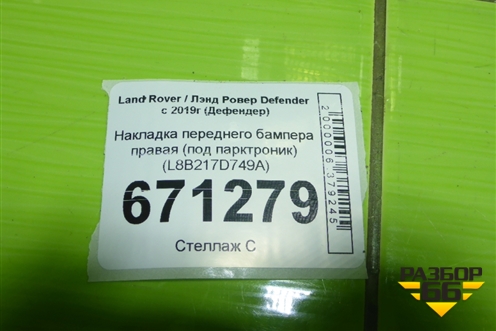 Land Rover / Лэнд Ровер Defender
с 2019г (Дефендер)
Накладка переднего бампера
правая (под парктроник)
(L8B217D749A)
671279
Стеллаж С
2000006379245
РАЗБОР
66